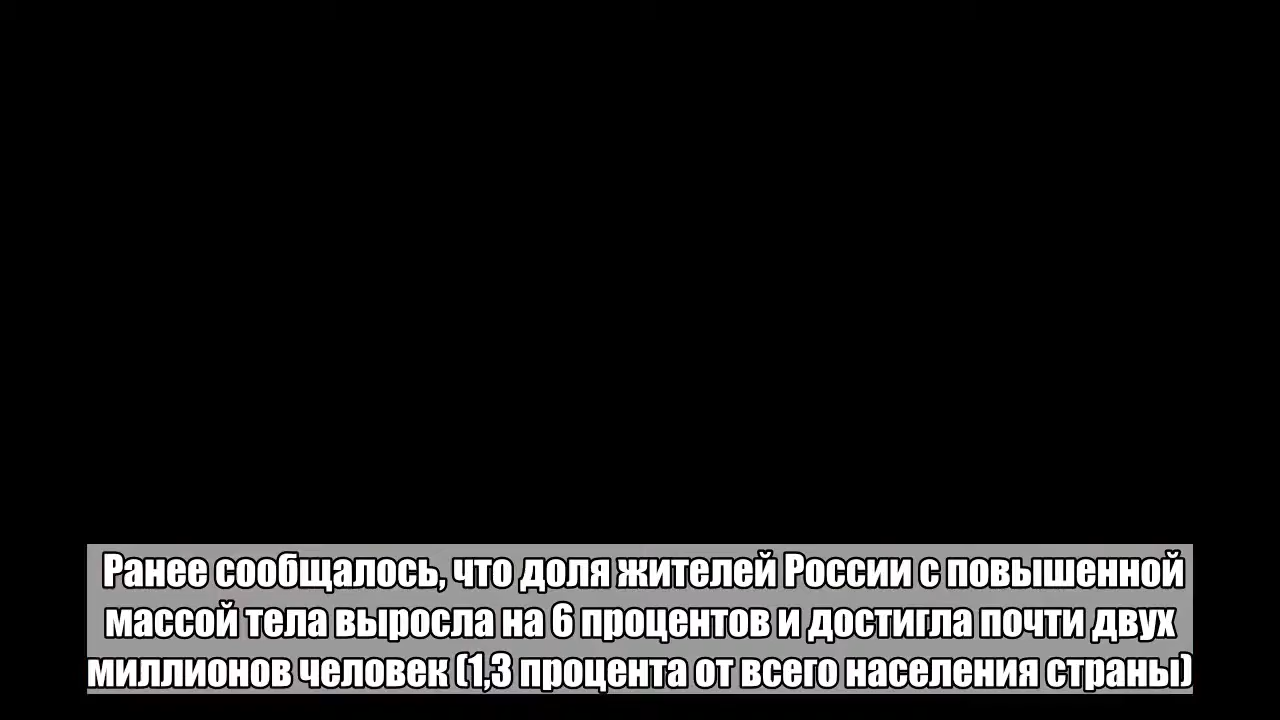 Ранее сообщалось, что доля жителей России с повышенной
массой тела выросла на 6 процентов и достигла почти двух
миллионов человек (1,3 процента от всего населения страны)